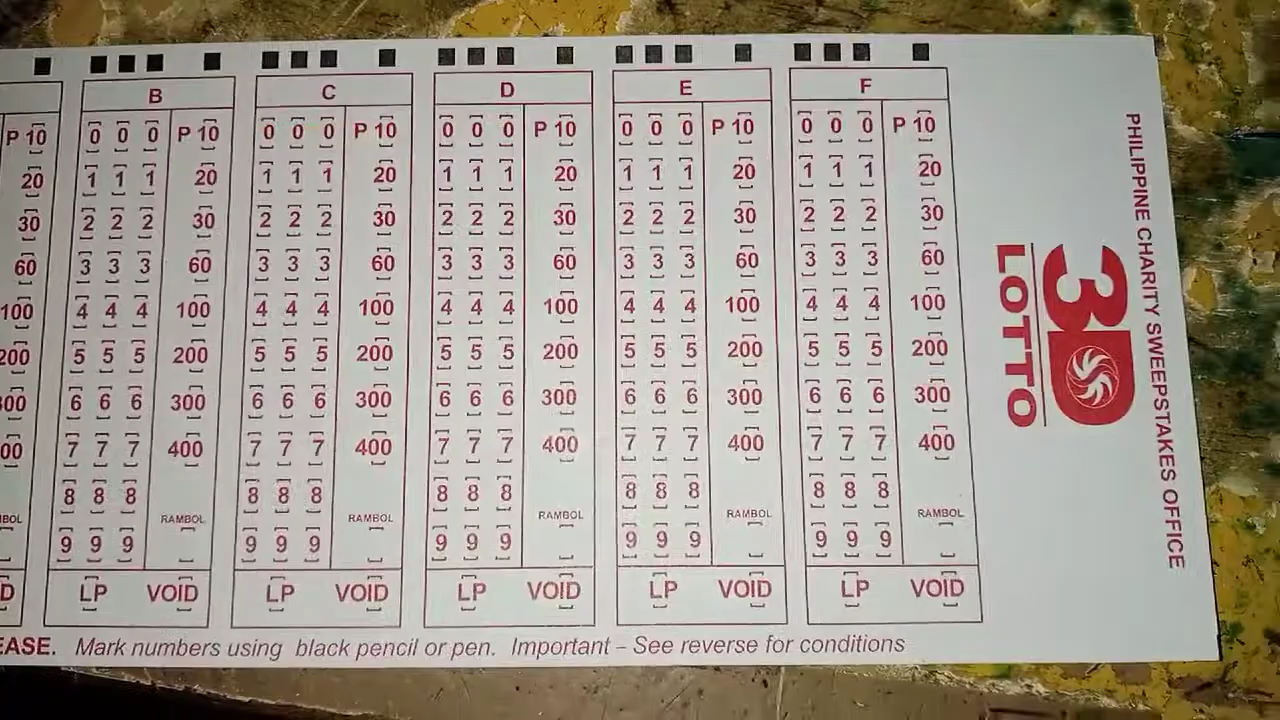 B C D E F
P 10 0 0 0 P 10 0 0 0 P 10 0 0 0 P 10 0 0 0 P 10 0 0 0 P 10
20 1 1 1 20 1 1 1 20 1 1 1 20 1 1 1 20 1 1 1 20
30 2 2 2 30 2 2 2 30 2 2 2 30 2 2 2 30 2 2 2 30
60 3 3 3 60 3 3 3 60 3 3 3 60 3 3 3 60 3 3 3 60
100 4 4 4 100 4 4 4 100 4 4 4 100 4 4 4 100 4 4 4 100
200 5 5 5 200 5 5 5 200 5 5 5 200 5 5 5 200 5 5 5 200
00 6 6 6 300 6 6 6 300 6 6 6 300 6 6 6 300 6 6 6 300
00 7 7 7 400 7 7 7 400 7 7 7 400 7 7 7 400 7 7 7 400
8 8 8 8 8 8 8 8 8 8 8 8 8 8 8
MBOL RAMBOL RAMBOL RAMBOL RAMBOL RAMBOL
9 9 9 9 9 9 9 9 9 9 9 9 9 9 9
D LP VOID LP VOID LP VOID LP VOID LP VOID
EASE. Mark numbers using black pencil or pen. Important – See reverse for conditions
PHILIPPINE CHARITY SWEEPSTAKES OFFICE
3D
LOTTO